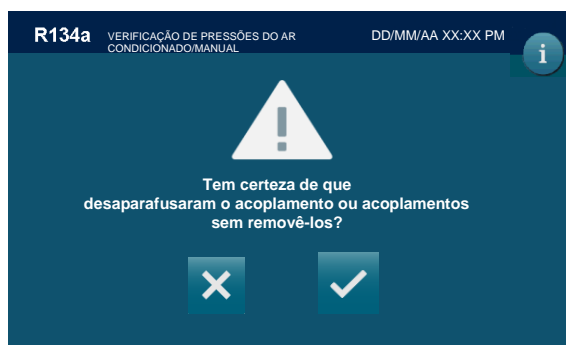 R134a
VERIFICAÇÃO DE PRESSÕES DO AR
CONDICIONADO/MANUAL
DD/MM/AA XX:XX PM
i
Tem certeza de que
desaparafusaram o acoplamento ou acoplamentos
sem removê-los?